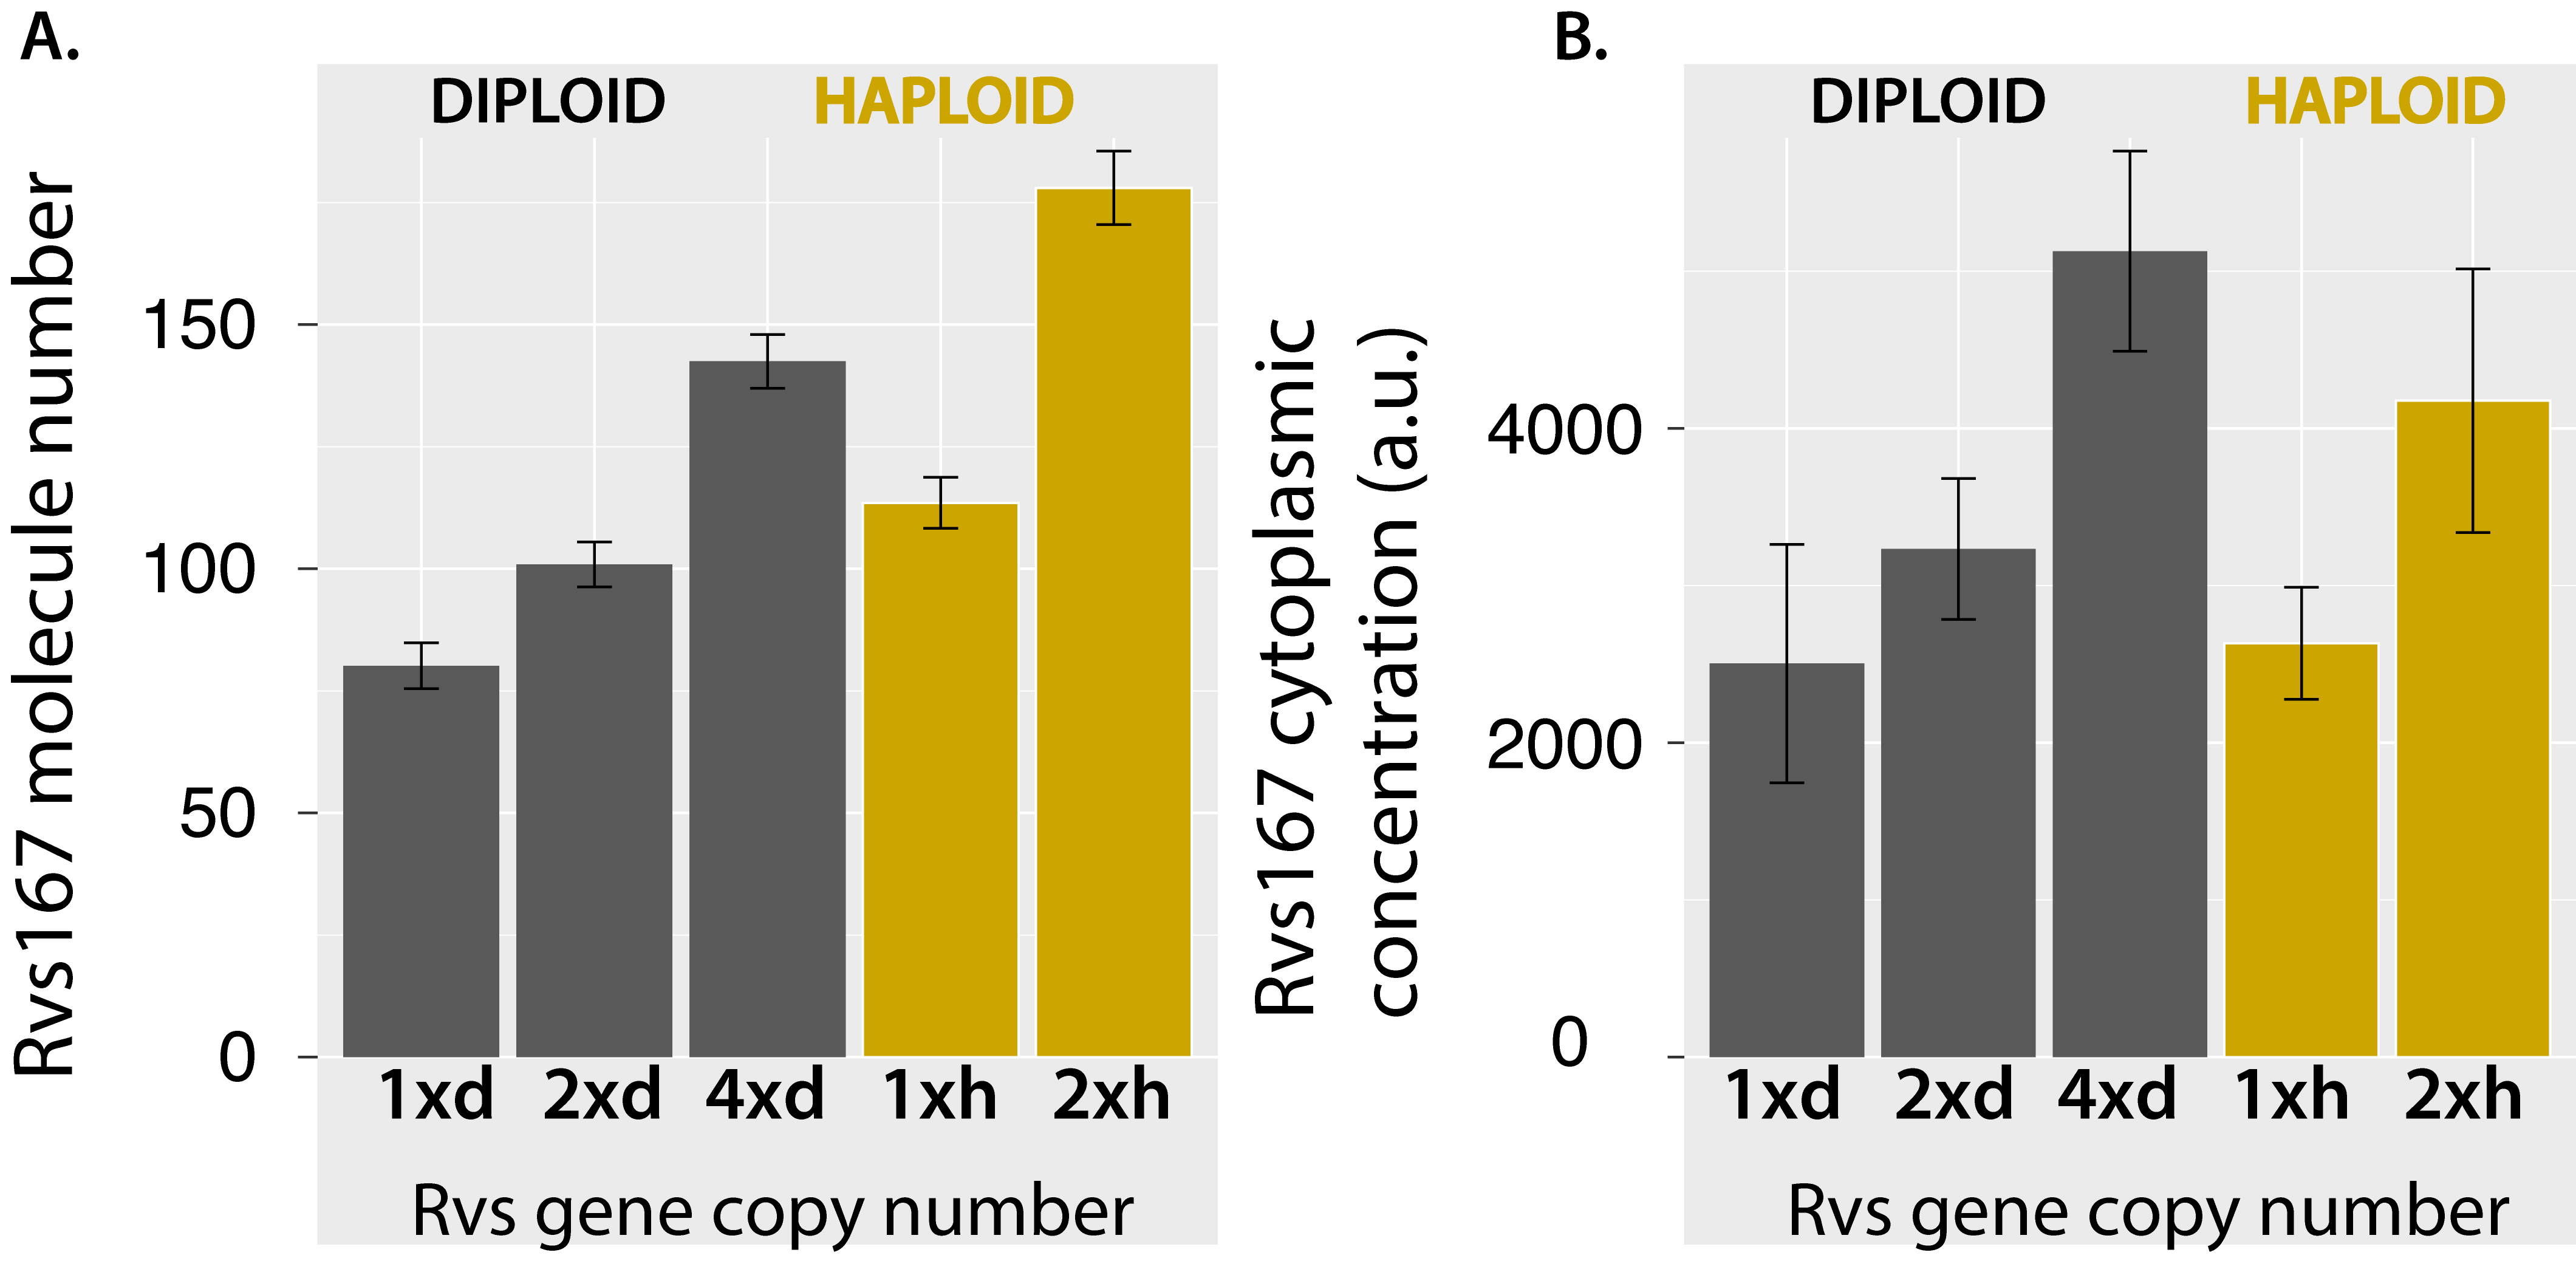 A.
DIPLOID HAPLOID
Rvs167 molecule number
150
100
50
0
1xd 2xd 4xd 1xh 2xh
Rvs gene copy number
B.
DIPLOID HAPLOID
Rvs167 cytoplasmic
concentration (a.u.)
4000
2000
0
1xd 2xd 4xd 1xh 2xh
Rvs gene copy number